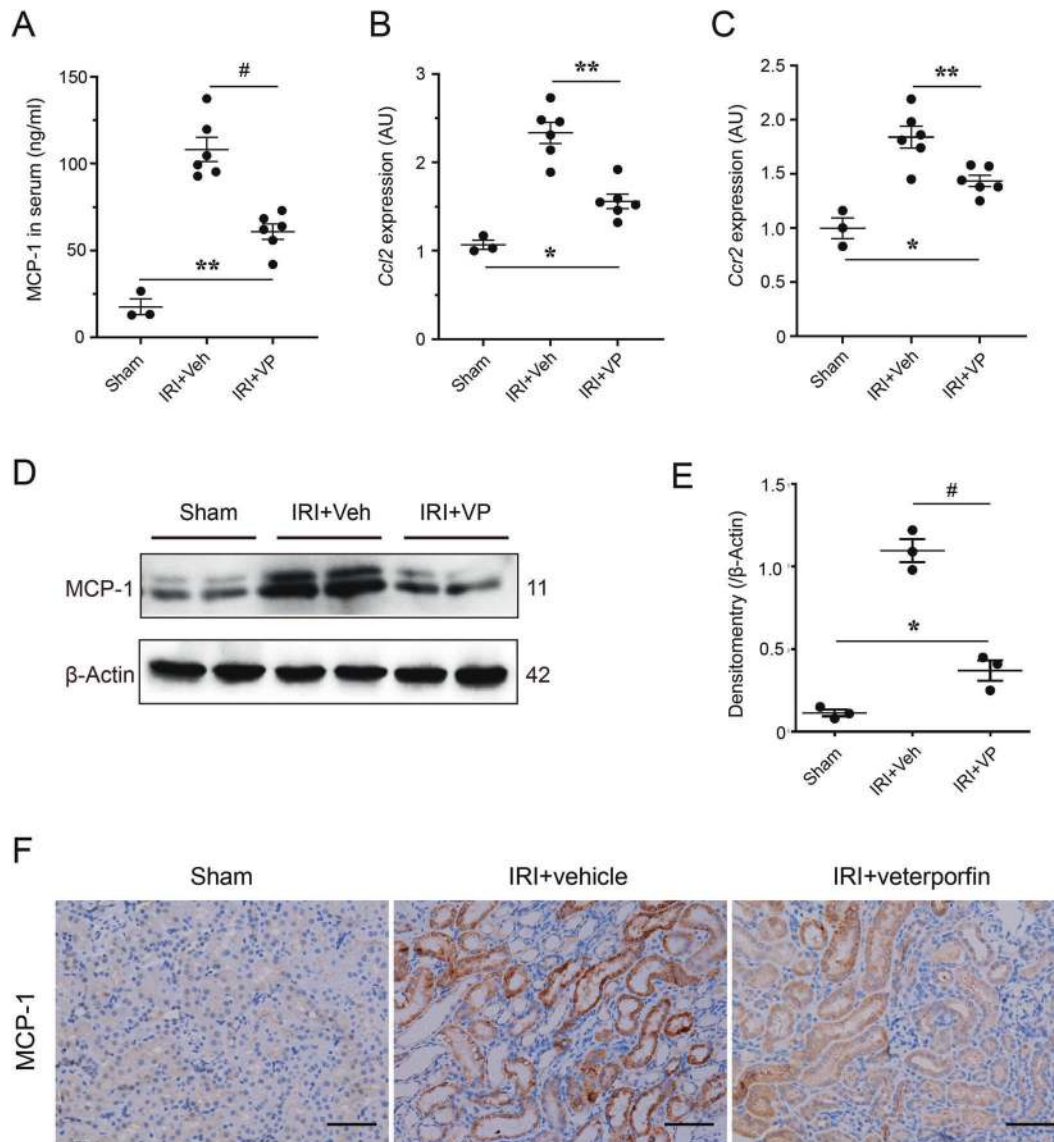 A
MCP-1 in serum (ng/ml)
150
100
50
0
#
**
Sham
IRI+Veh
IRI+VP
B
Ccl2 expression (AU)
3
2
1
0
**
*
Sham
IRI+Veh
IRI+VP
C
Ccr2 expression (AU)
2.5
2.0
1.5
1.0
0.5
0
**
*
Sham
IRI+Veh
IRI+VP
D
Sham IRI+Veh IRI+VP
MCP-1 11
β-Actin 42
E
Densitomentry (/β-Actin)
1.5
1.0
0.5
0
#
*
Sham
IRI+Veh
IRI+VP
F
Sham IRI+vehicle IRI+veterporfin
MCP-1